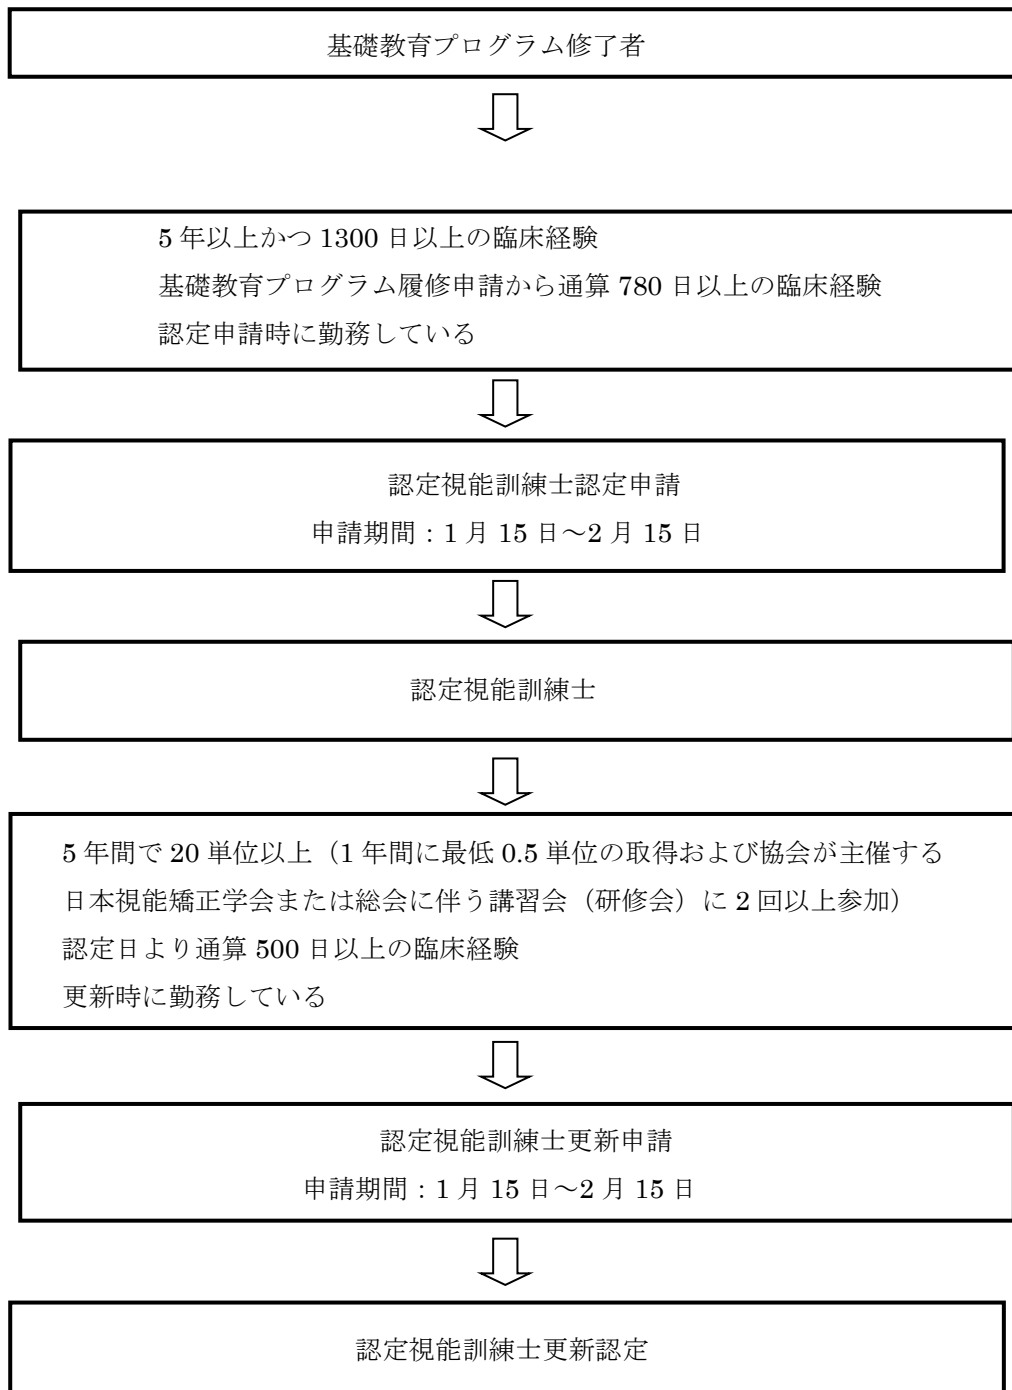 基礎教育プログラム修了者
5 年以上かつ 1300 日以上の臨床経験
基礎教育プログラム履修申請から通算 780 日以上の臨床経験
認定申請時に勤務している
認定視能訓練士認定申請
申請期間：1 月 15 日～2 月 15 日
認定視能訓練士
5 年間で 20 単位以上（1 年間に最低 0.5 単位の取得および協会が主催する
日本視能矯正学会または総会に伴う講習会（研修会）に 2 回以上参加）
認定日より通算 500 日以上の臨床経験
更新時に勤務している
認定視能訓練士更新申請
申請期間：1 月 15 日～2 月 15 日
認定視能訓練士更新認定